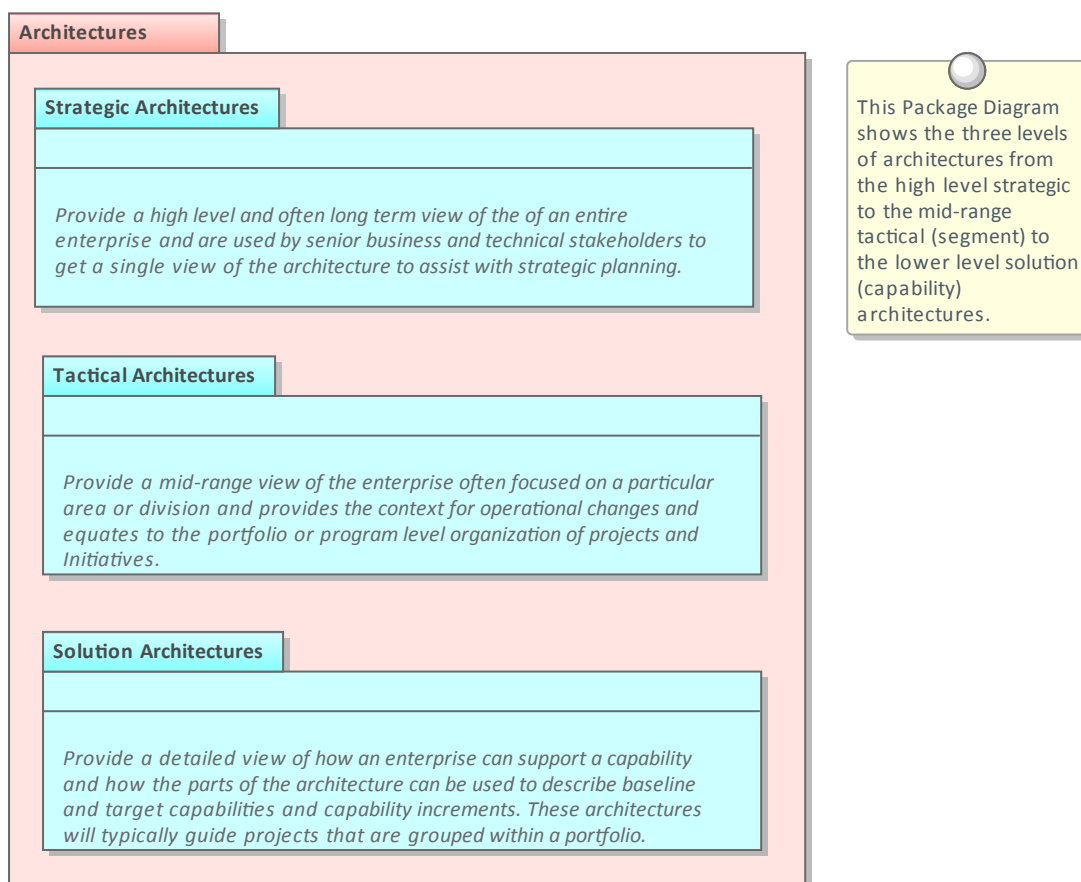 Architectures
Strategic Architectures
Provide a high level and often long term view of the of an entire
enterprise and are used by senior business and technical stakeholders to
get a single view of the architecture to assist with strategic planning.
Tactical Architectures
Provide a mid-range view of the enterprise often focused on a particular
area or division and provides the context for operational changes and
equates to the portfolio or program level organization of projects and
Initiatives.
Solution Architectures
Provide a detailed view of how an enterprise can support a capability
and how the parts of the architecture can be used to describe baseline
and target capabilities and capability increments. These architectures
will typically guide projects that are grouped within a portfolio.
This Package Diagram
shows the three levels
of architectures from
the high level strategic
to the mid-range
tactical (segment) to
the lower level solution
(capability)
architectures.